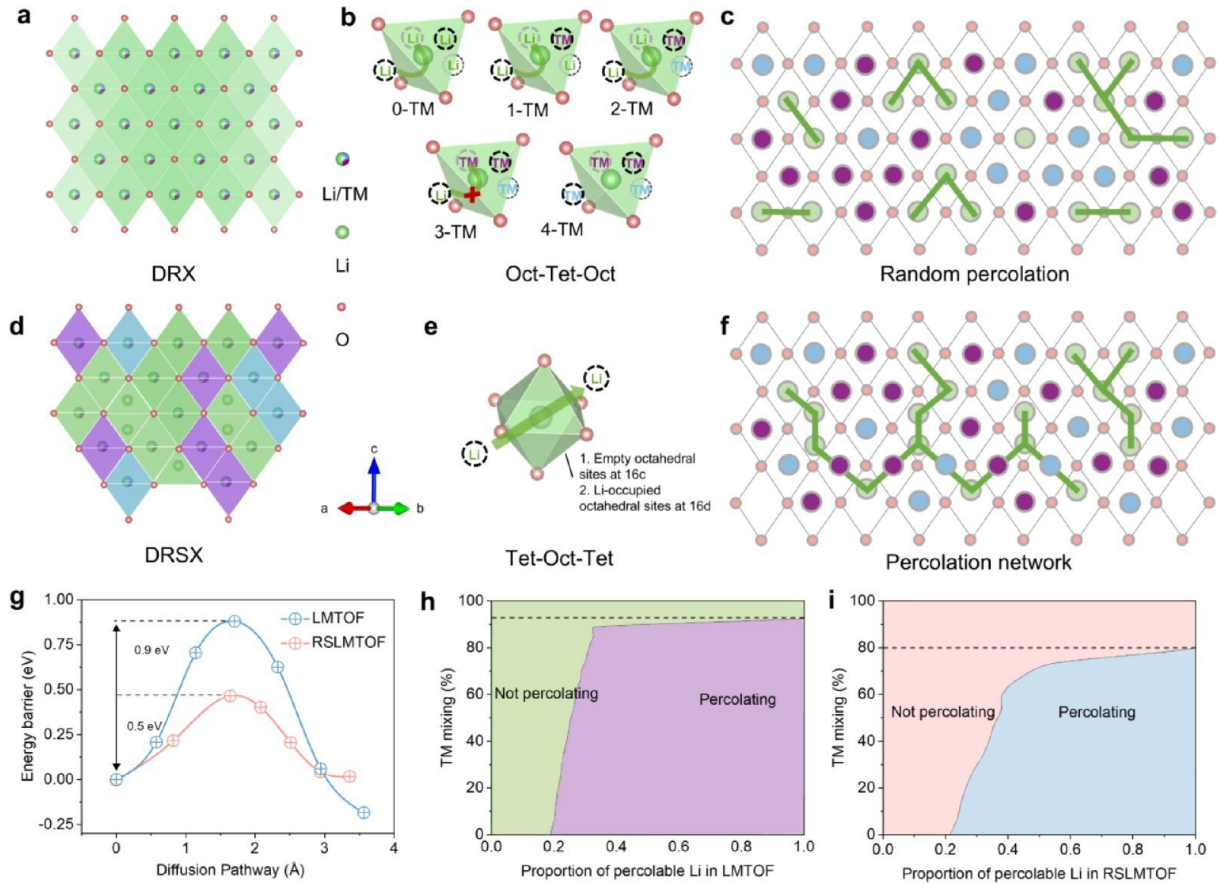 a
DRX
Li/TM
Li
O
b
Li
Li
Li
Li
0-TM
Li
TM
Li
Li
1-TM
Li
TM
Li
TM
2-TM
TM
TM
Li
TM
3-TM
TM
TM
TM
TM
4-TM
Oct-Tet-Oct
c
Random percolation
d
DRSX
c
a
b
e
Li
Li
1. Empty octahedral
sites at 16c
2. Li-occupied
octahedral sites at 16d
Tet-Oct-Tet
f
Percolation network
g
Energy barrier (eV)
1.00
0.75
0.50
0.25
0.00
-0.25
0.9 eV
0.5 eV
LMTOF
RSLMTOF
0 1 2 3 4
Diffusion Pathway (Å)
h
TM mixing (%)
100
80
60
40
20
0
Not percolating
Percolating
0.0 0.2 0.4 0.6 0.8 1.0
Proportion of percolable Li in LMTOF
i
TM mixing (%)
100
80
60
40
20
0
Not percolating
Percolating
0.0 0.2 0.4 0.6 0.8 1.0
Proportion of percolable Li in RSLMTOF